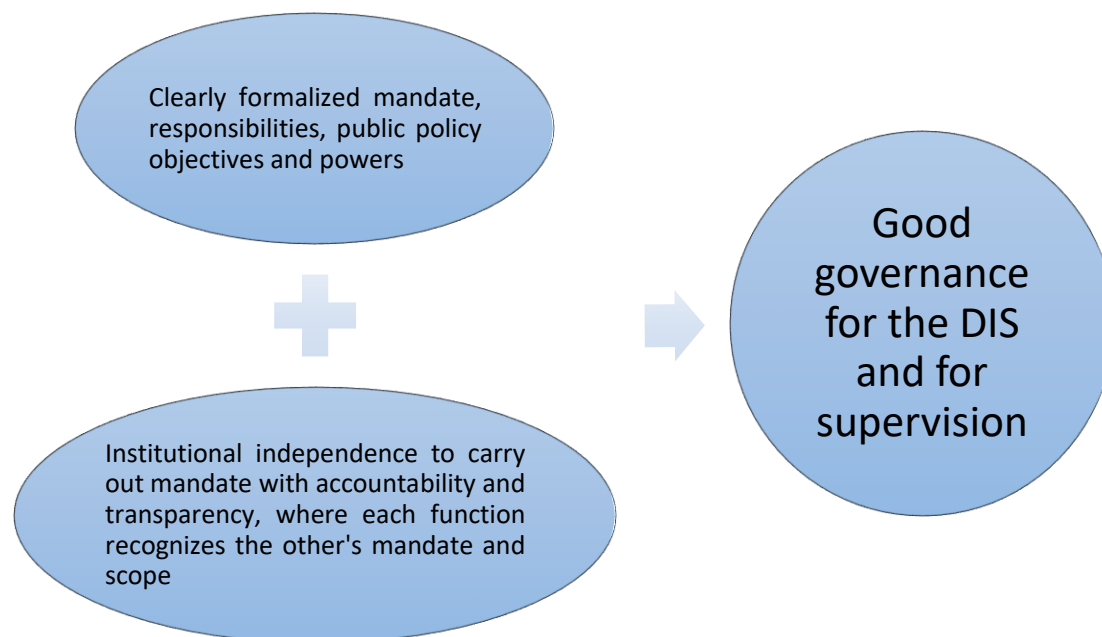 Clearly formalized mandate,
responsibilities, public policy
objectives and powers
Institutional independence to carry
out mandate with accountability and
transparency, where each function
recognizes the other's mandate and
scope
Good
governance
for the DIS
and for
supervision